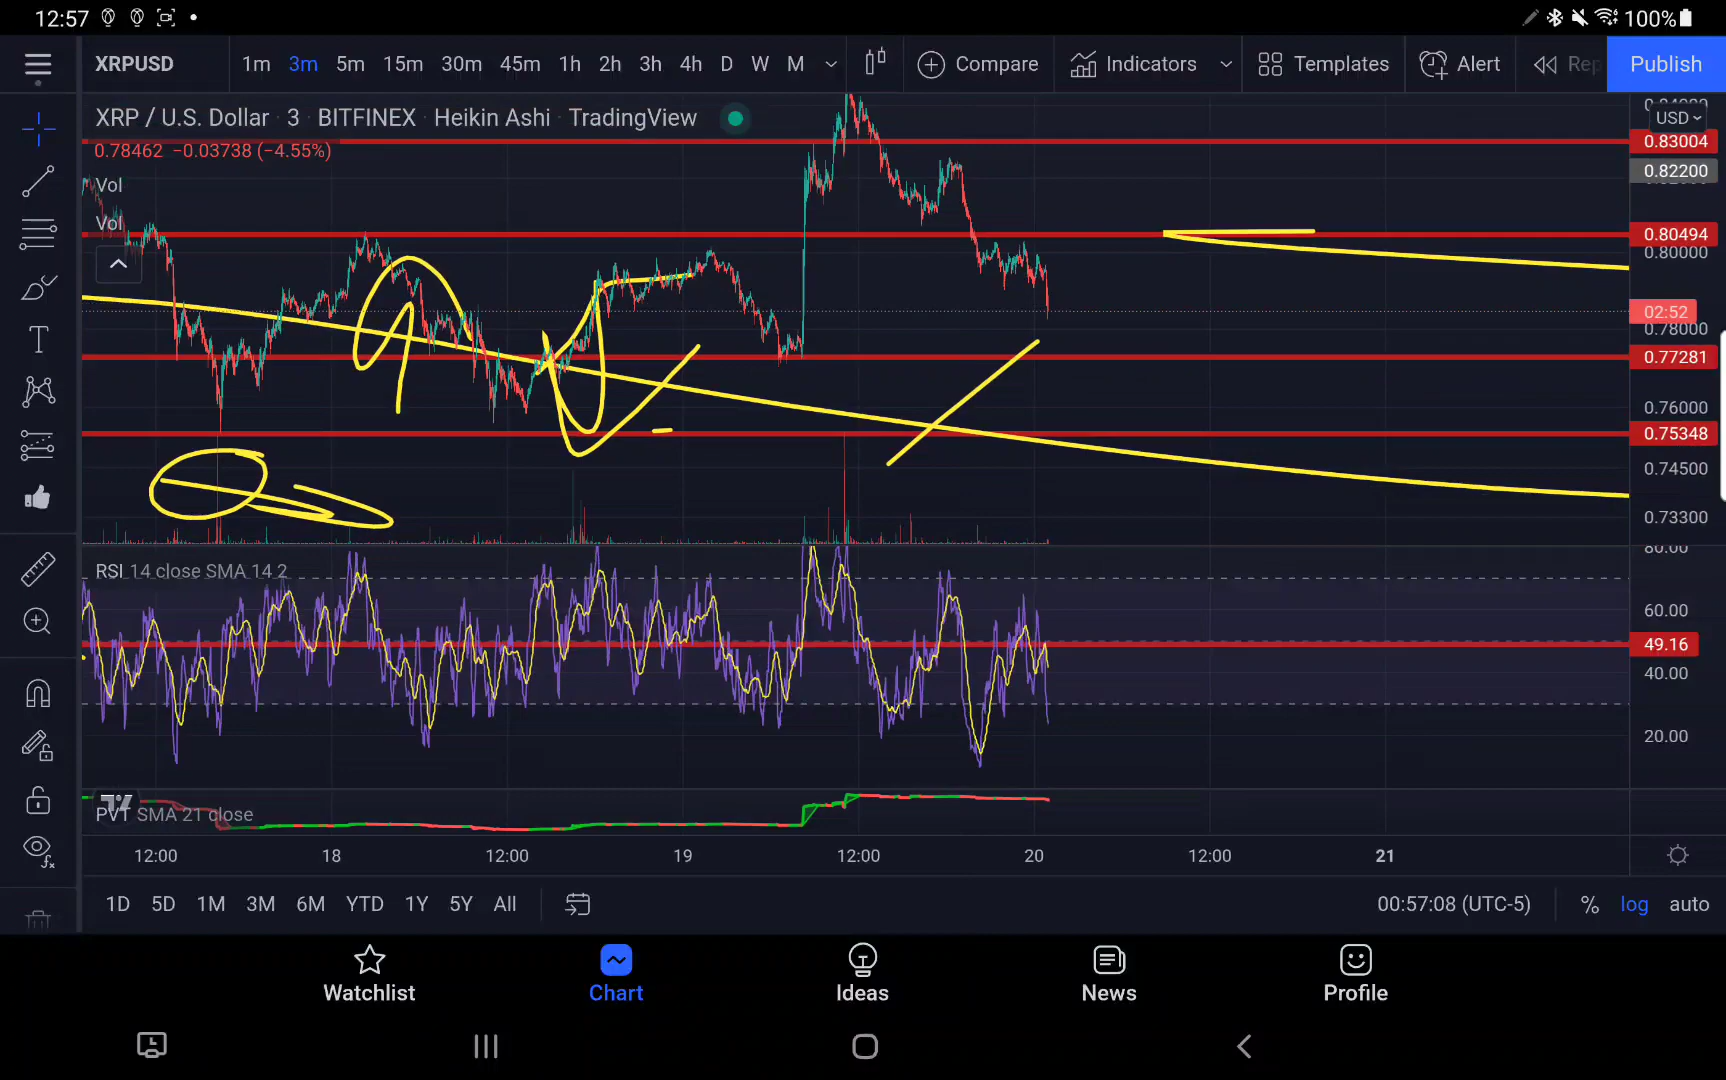 12:57 100%
XRPUSD 1m 3m 5m 15m 30m 45m 1h 2h 3h 4h D W M Compare Indicators Templates Alert Rep Publish
XRP / U.S. Dollar · 3 · BITFINEX · Heikin Ashi · TradingView
0.78462 −0.03738 (−4.55%)
Vol
Vol
USD
0.83004
0.82200
0.80494
0.80000
02:52
0.78000
0.77281
0.76000
0.75348
0.74500
0.73300
RSI 14 close SMA 14 2
80.00
60.00
49.16
40.00
20.00
PVT SMA 21 close
12:00 18 12:00 19 12:00 20 12:00 21
1D 5D 1M 3M 6M YTD 1Y 5Y All 00:57:08 (UTC-5) % log auto
Watchlist Chart Ideas News Profile